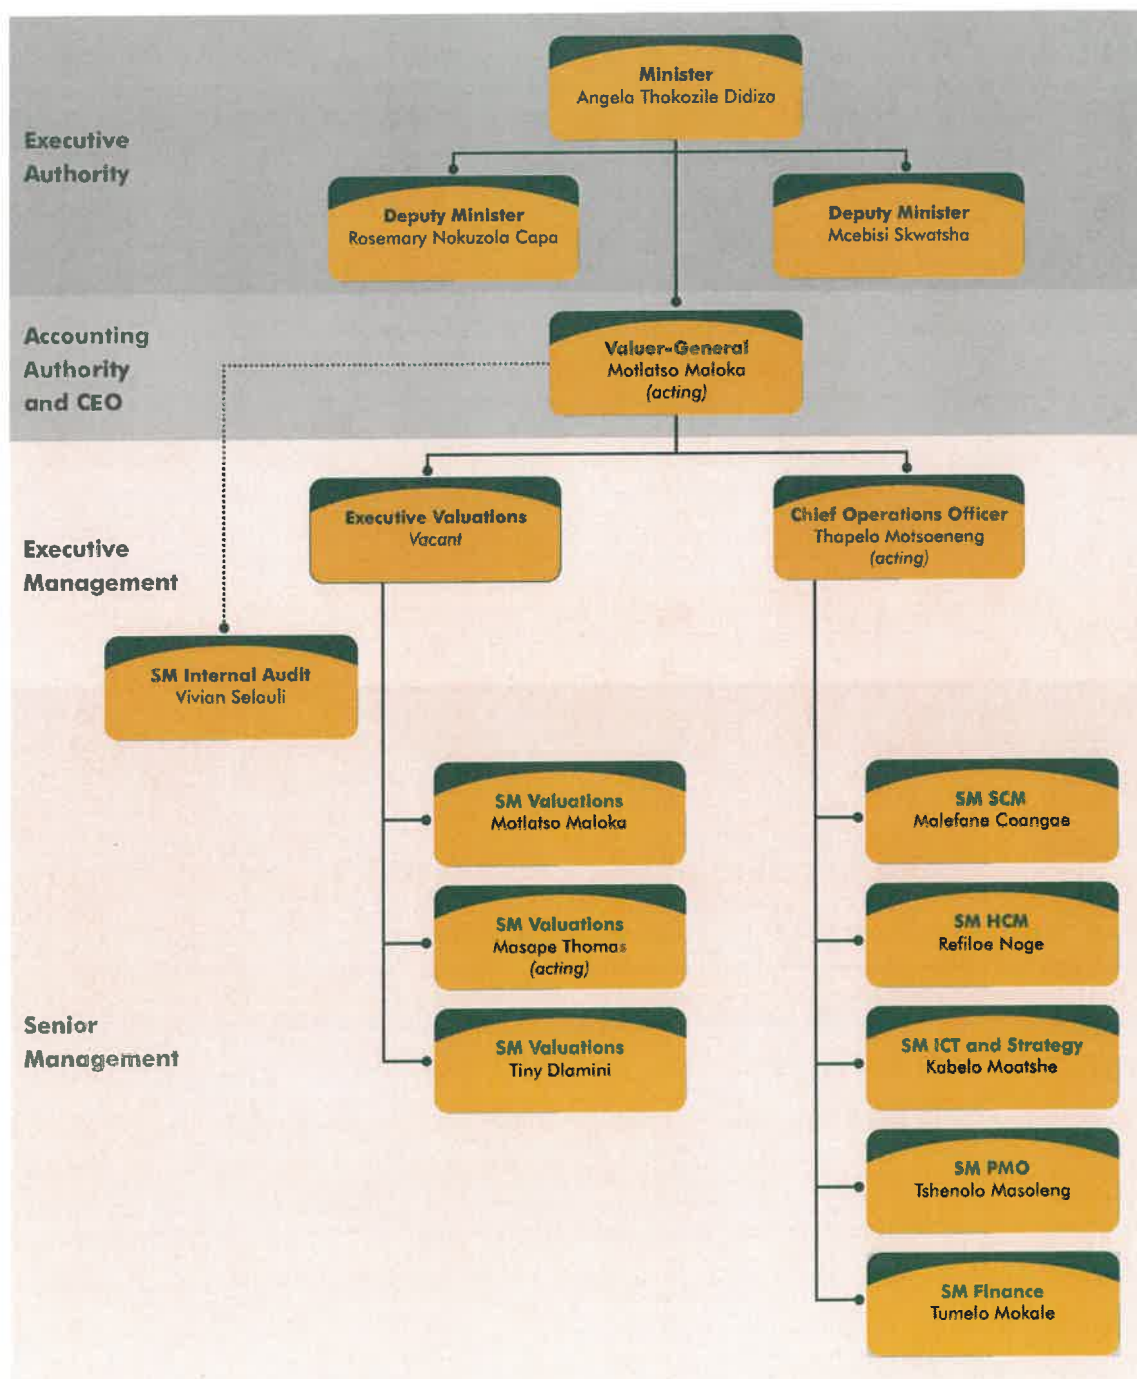 Minister
Angela Thokozile Didiza
Executive
Authority
Deputy Minister
Rosemary Nokuzola Capa
Deputy Minister
Mcebisi Skwatsha
Accounting
Authority
and CEO
Valuer-General
Motlatso Maloka
(acting)
Executive
Management
Executive Valuations
Vacant
Chief Operations Officer
Thapelo Motsoeneng
(acting)
SM Internal Audit
Vivian Selauli
Senior
Management
SM Valuations
Motlatso Maloka
SM Valuations
Masape Thomas
(acting)
SM Valuations
Tiny Dlamini
SM SCM
Malefane Coangae
SM HCM
Refiloe Noge
SM ICT and Strategy
Kabelo Moatshe
SM PMO
Tshenolo Masoleng
SM Finance
Tumelo Mokale